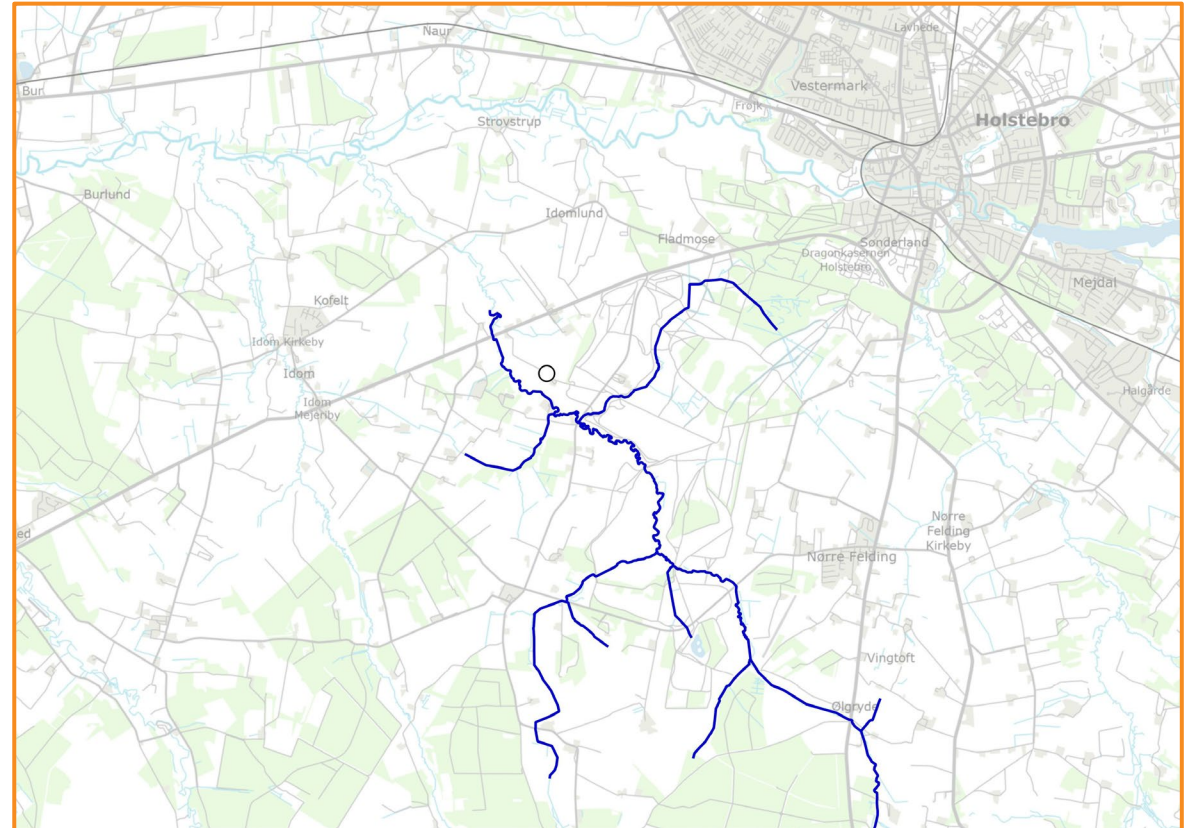 Naur
Lavhede
Bur
Vestermark
Frøjk
Holstebro
Strovstrup
Burlund
Idomlund
Fladmose
Sønderland
Dragonkasernen
Holstebro
Mejdal
Kofelt
Idom Kirkeby
Idom
Halgårde
Idom
Mejeriby
Nørre
Felding
Kirkeby
ed
Nørre Felding
Vingtoft
Ølgryde